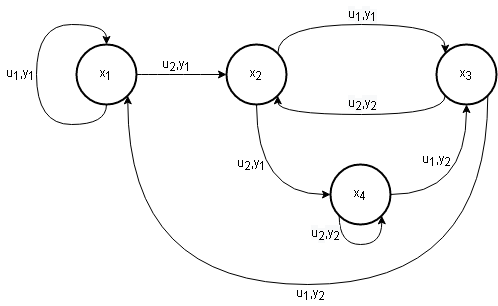 u₁,y₁
u₁,y₁
x₁
u₂,y₁
x₂
x₃
u₂,y₂
u₂,y₁
u₁,y₂
x₄
u₂,y₂
u₁,y₂